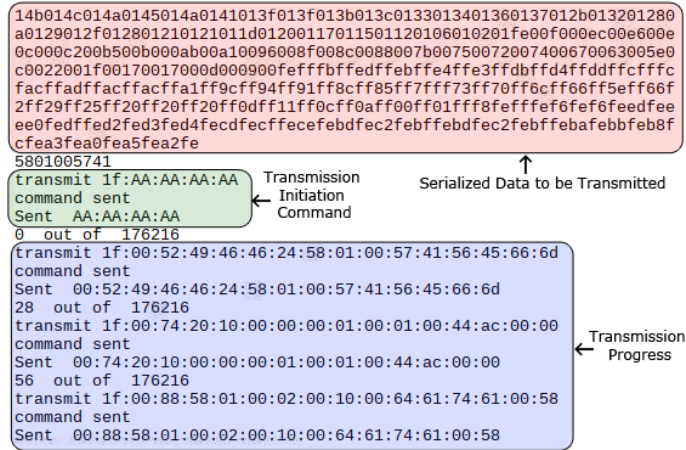 14b014c014a0145014a0141013f013f013b013c0133013401360137012b013201280
a0129012f012801210121011d0120011701150112010601020 1fe00f000ec00e600e
0c000c200b500b000ab00a10096008f008c0088007b00750072007400670063005e0
c0022001f00170017000d000900fefffbffedffebffe4ffe3ffdbffd4ffddffcfffc
facffadffacffacffa1ff9cff94ff91ff8cff85ff7fff73ff70ff6cff66ff5eff66f
2ff29ff25ff20ff20ff20ff0dff11ff0cff0aff00ff01fff8fefffef6fef6feedfee
ee0fedffed2fed3fed4fecdfecffecefebdfec2febffebdfec2febffebafebbfeb8f
cfea3fea0fea5fea2fe
5801005741
transmit 1f:AA:AA:AA:AA
command sent
Sent  AA:AA:AA:AA
Transmission
Initiation
Command
Serialized Data to be Transmitted
0  out of  176216
transmit 1f:00:52:49:46:46:24:58:01:00:57:41:56:45:66:6d
command sent
Sent  00:52:49:46:46:24:58:01:00:57:41:56:45:66:6d
28  out of  176216
transmit 1f:00:74:20:10:00:00:00:01:00:01:00:44:ac:00:00
command sent
Sent  00:74:20:10:00:00:00:01:00:01:00:44:ac:00:00
56  out of  176216
transmit 1f:00:88:58:01:00:02:00:10:00:64:61:74:61:00:58
command sent
Sent  00:88:58:01:00:02:00:10:00:64:61:74:61:00:58
Transmission
Progress